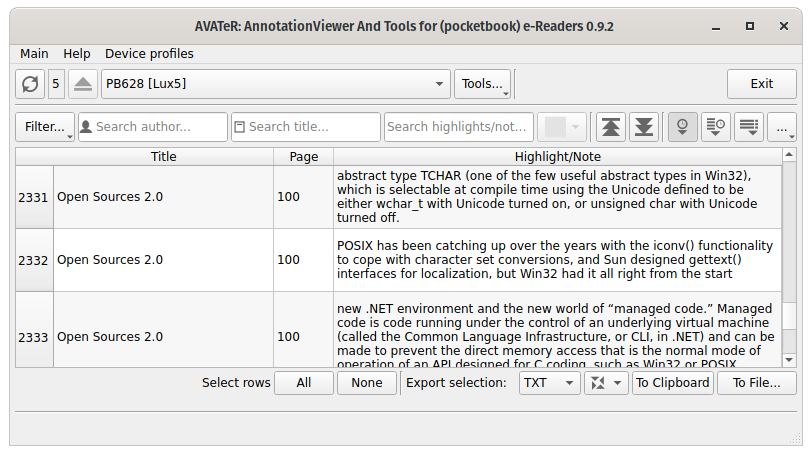 AVATeR: AnnotationViewer And Tools for (pocketbook) e-Readers 0.9.2
Main Help Device profiles
5 PB628 [Lux5] Tools... Exit
Filter... Search author... Search title... Search highlights/not... ...
Title Page Highlight/Note
2331 Open Sources 2.0 100
abstract type TCHAR (one of the few useful abstract types in Win32),
which is selectable at compile time using the Unicode defined to be
either wchar_t with Unicode turned on, or unsigned char with Unicode
turned off.
2332 Open Sources 2.0 100
POSIX has been catching up over the years with the iconv() functionality
to cope with character set conversions, and Sun designed gettext()
interfaces for localization, but Win32 had it all right from the start
2333 Open Sources 2.0 100
new .NET environment and the new world of “managed code.” Managed
code is code running under the control of an underlying virtual machine
(called the Common Language Infrastructure, or CLI, in .NET) and can be
made to prevent the direct memory access that is the normal mode of
operation of an API designed for C coding, such as Win32 or POSIX
Select rows All None Export selection: TXT To Clipboard To File...